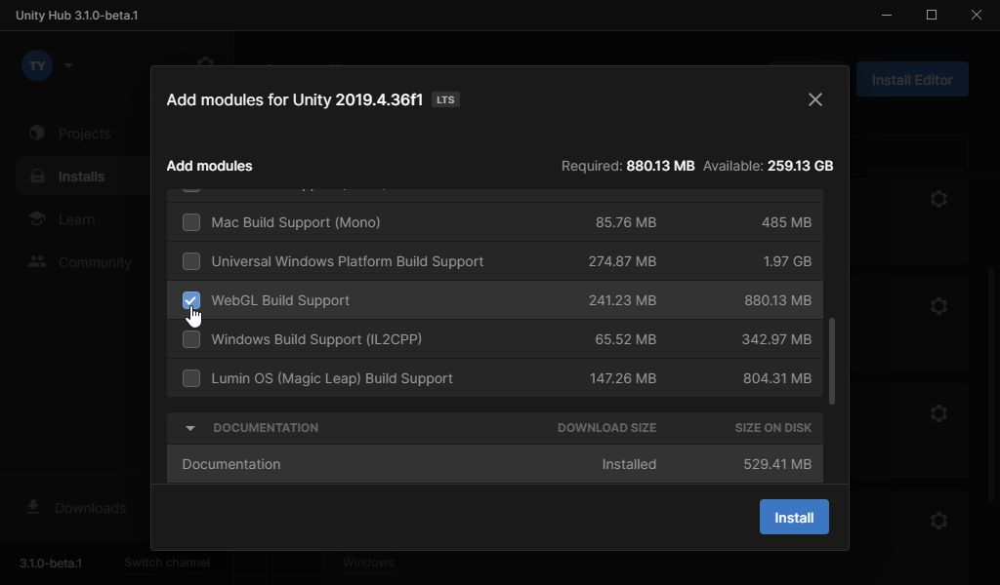 Unity Hub 3.1.0-beta.1
TY
Install Editor
Projects
Installs
Learn
Community
Downloads
3.1.0-beta.1 Switch channel
Windows
Add modules for Unity 2019.4.36f1 LTS
Add modules Required: 880.13 MB Available: 259.13 GB
Mac Build Support (Mono) 85.76 MB 485 MB
Universal Windows Platform Build Support 274.87 MB 1.97 GB
WebGL Build Support 241.23 MB 880.13 MB
Windows Build Support (IL2CPP) 65.52 MB 342.97 MB
Lumin OS (Magic Leap) Build Support 147.26 MB 804.31 MB
DOCUMENTATION DOWNLOAD SIZE SIZE ON DISK
Documentation Installed 529.41 MB
Install